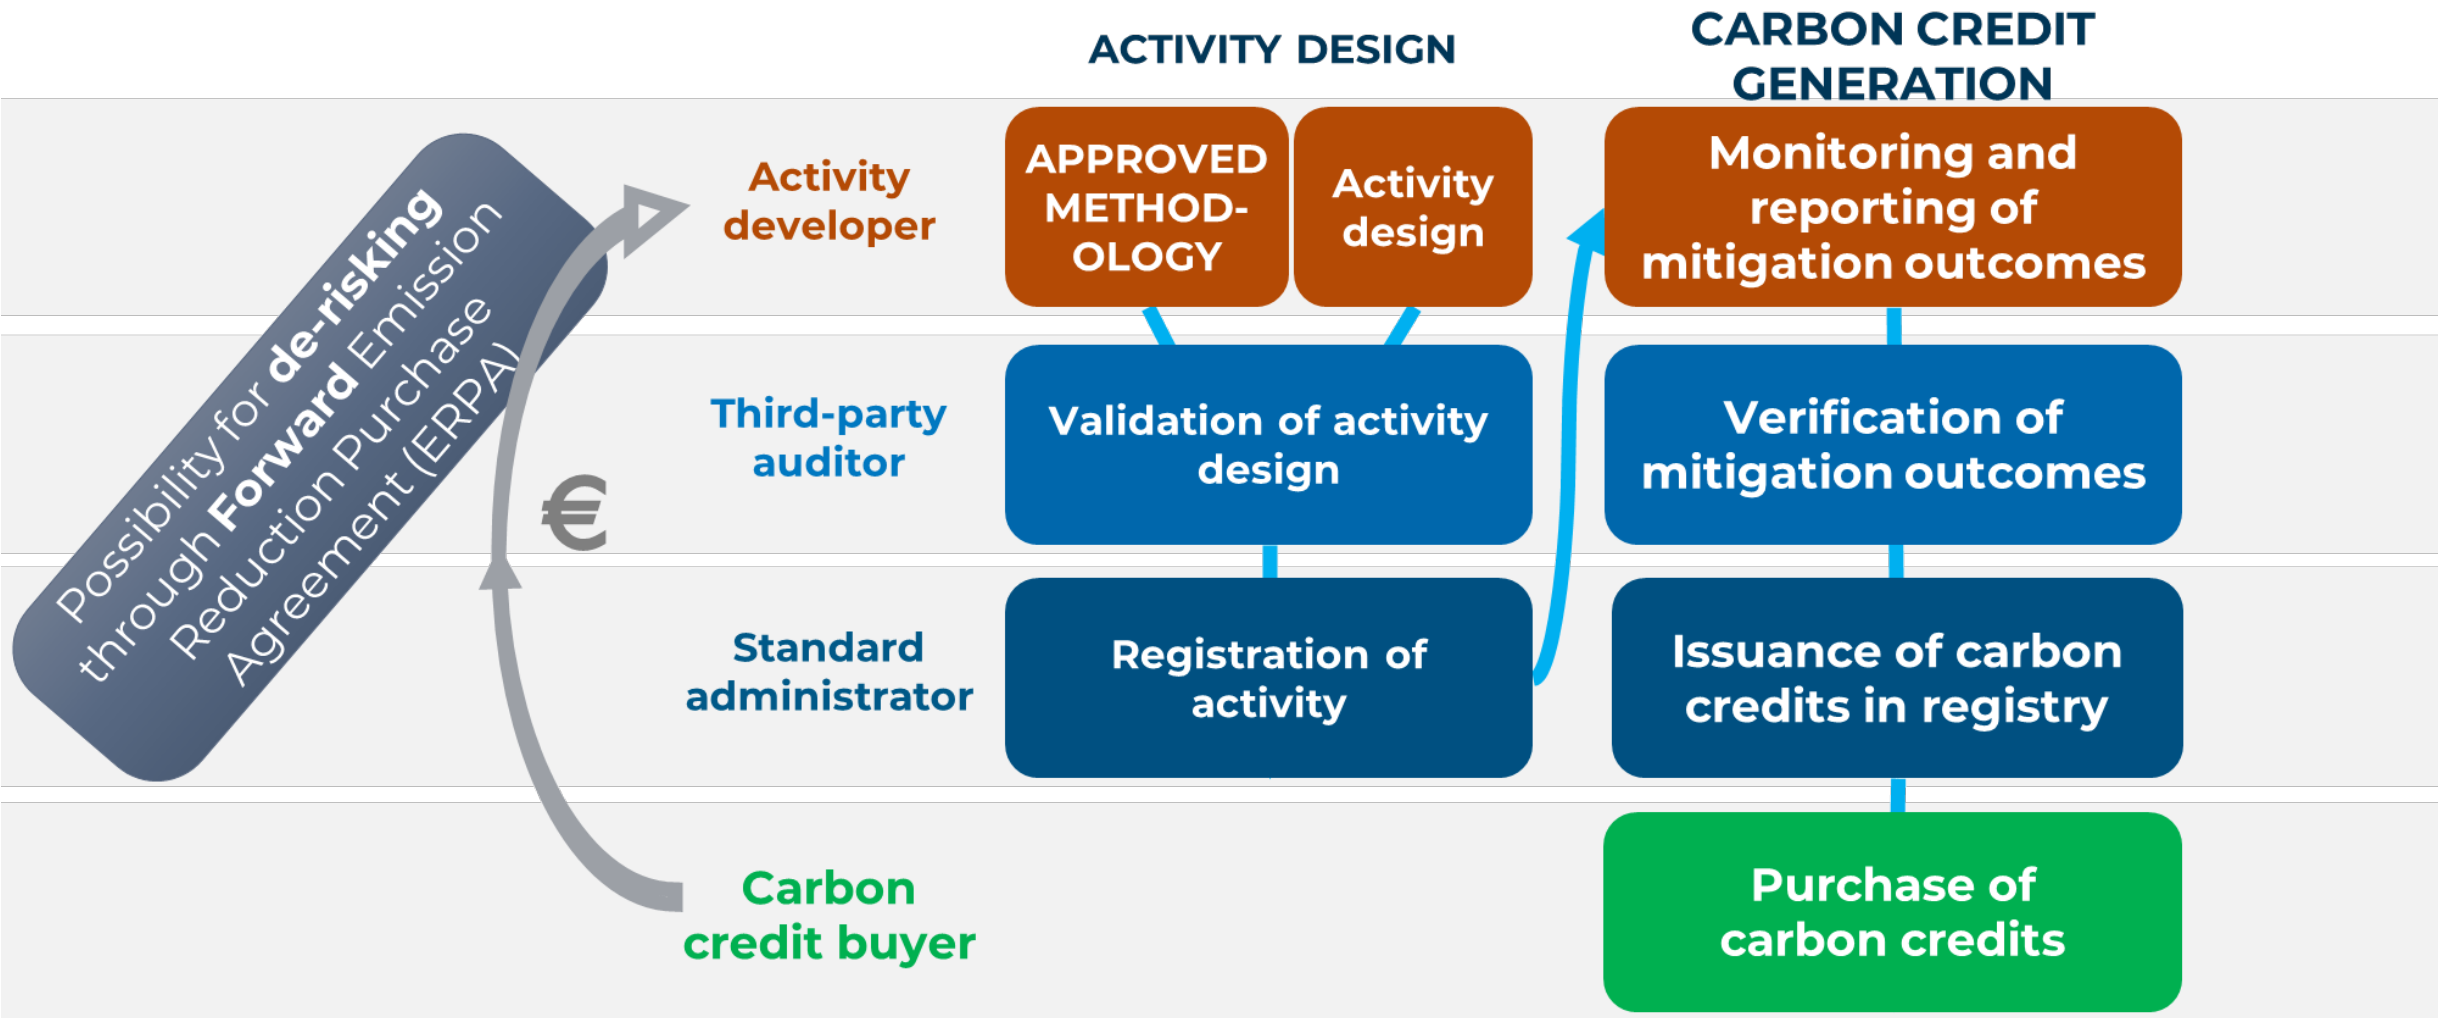 ACTIVITY DESIGN
CARBON CREDIT
GENERATION
Possibility for de-risking
through Forward Emission
Reduction Purchase
Agreement (ERPA)
€
Activity
developer
APPROVED
METHOD-
OLOGY
Activity
design
Monitoring and
reporting of
mitigation outcomes
Third-party
auditor
Validation of activity
design
Verification of
mitigation outcomes
Standard
administrator
Registration of
activity
Issuance of carbon
credits in registry
Carbon
credit buyer
Purchase of
carbon credits